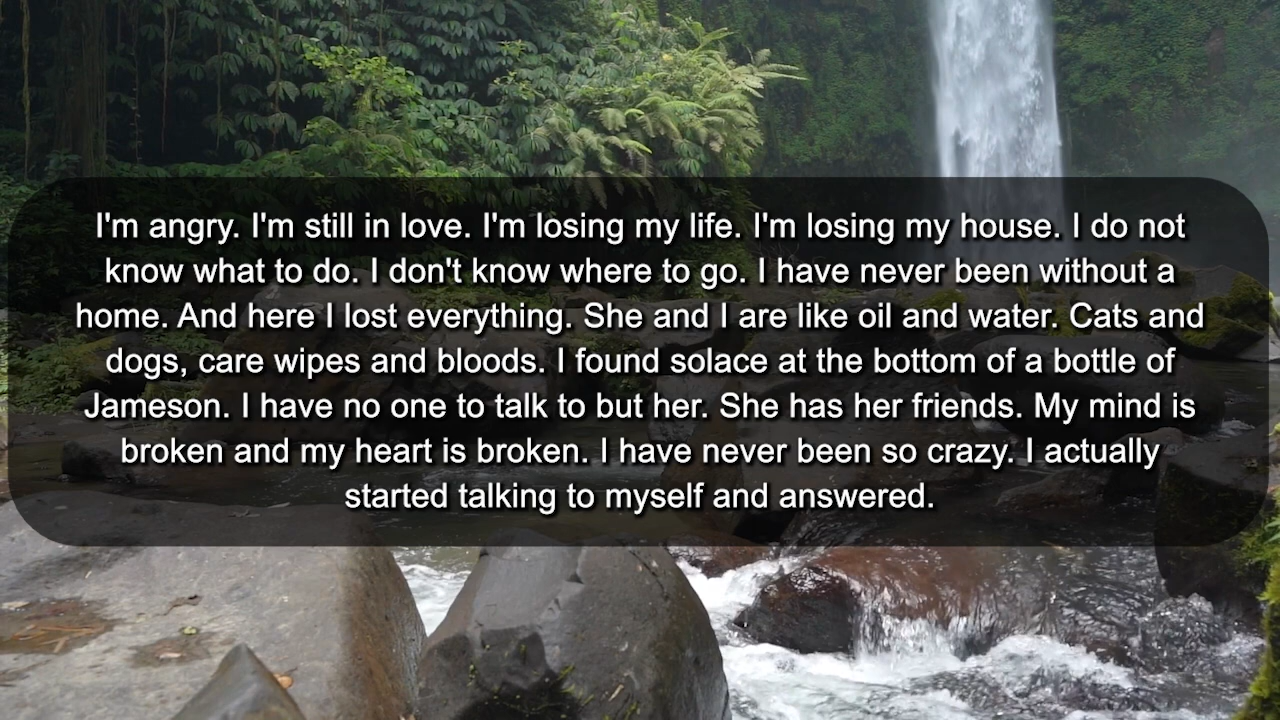 I'm angry. I'm still in love. I'm losing my life. I'm losing my house. I do not
know what to do. I don't know where to go. I have never been without a
home. And here I lost everything. She and I are like oil and water. Cats and
dogs, care wipes and bloods. I found solace at the bottom of a bottle of
Jameson. I have no one to talk to but her. She has her friends. My mind is
broken and my heart is broken. I have never been so crazy. I actually
started talking to myself and answered.